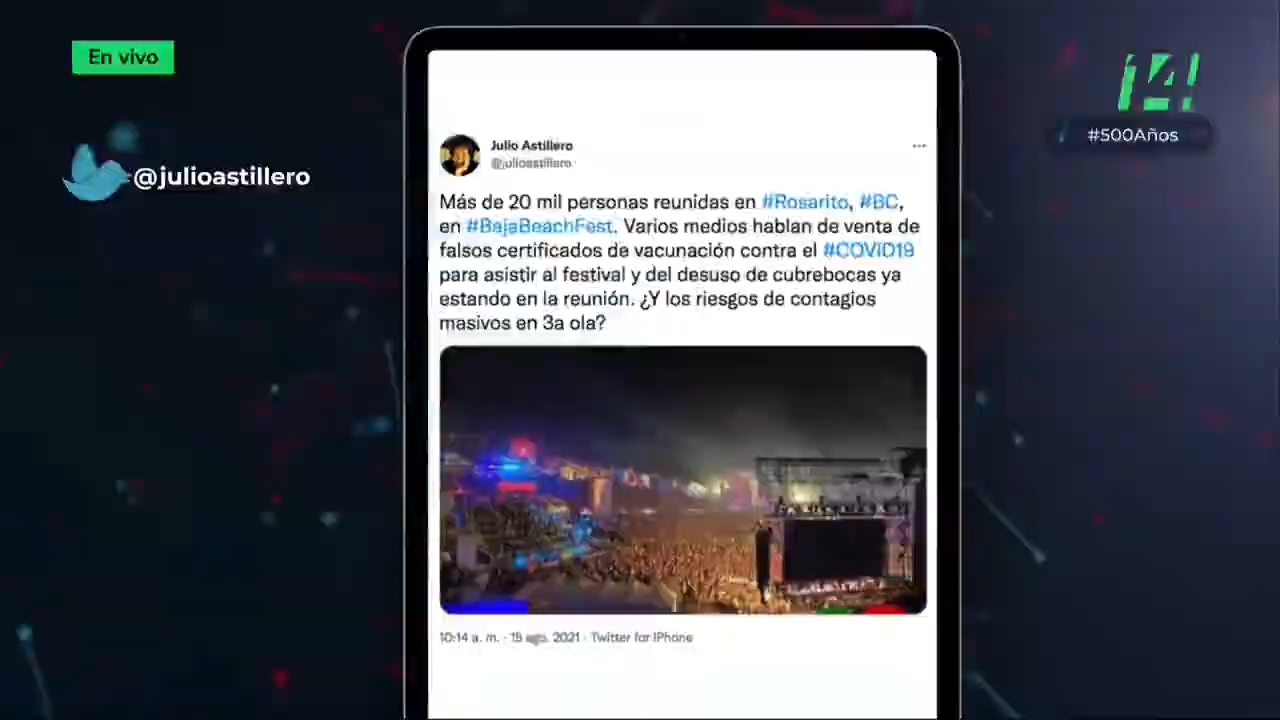 En vivo
14!
#500Años
@julioastillero
Julio Astillero
@julioastillero
Más de 20 mil personas reunidas en #Rosarito, #BC,
en #BajaBeachFest. Varios medios hablan de venta de
falsos certificados de vacunación contra el #COVID19
para asistir al festival y del desuso de cubrebocas ya
estando en la reunión. ¿Y los riesgos de contagios
masivos en 3a ola?
10:14 a. m. · 15 ago. 2021 · Twitter for iPhone